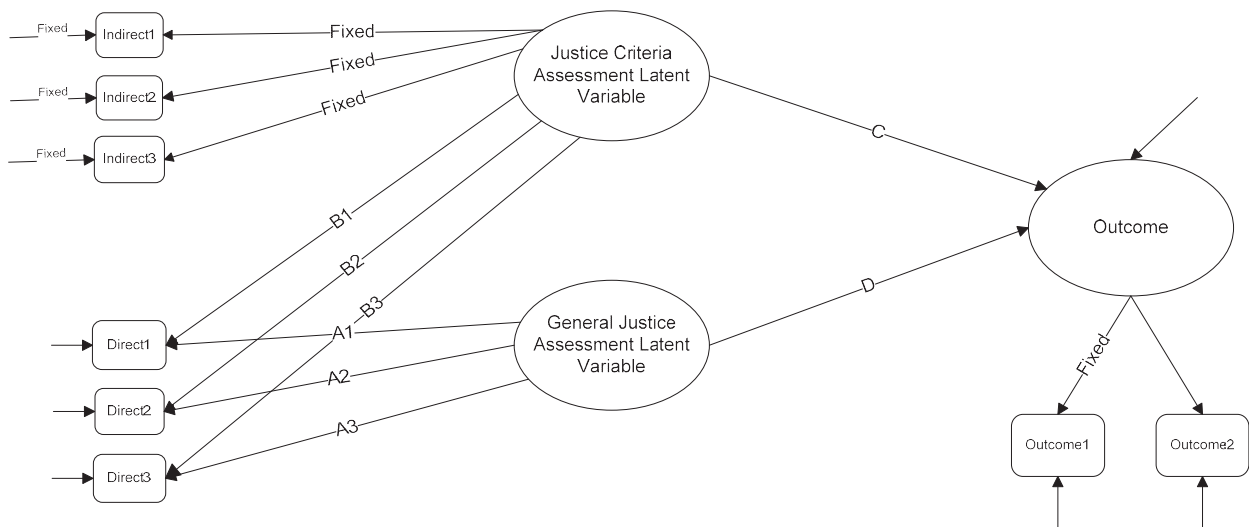 Fixed
Indirect1
Fixed
Justice Criteria
Assessment Latent
Variable
Fixed
Indirect2
Fixed
Fixed
Indirect3
Fixed
C
B1
Outcome
B2
D
B3
General Justice
Assessment Latent
Variable
A1
Direct1
A2
Direct2
A3
Direct3
Fixed
Outcome1
Outcome2